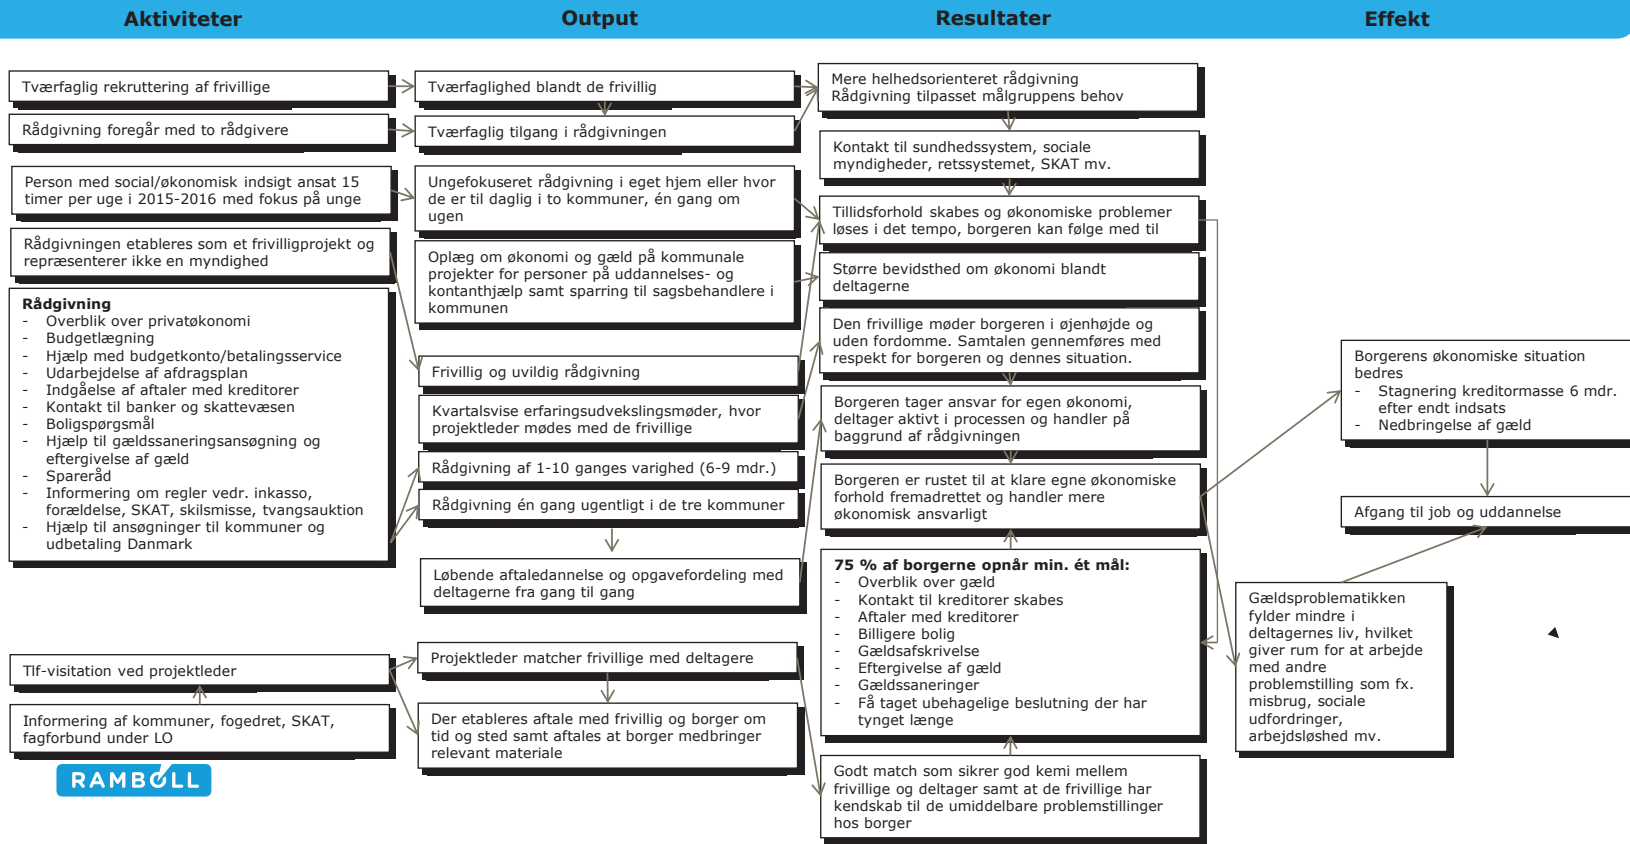 Aktiviteter
Output
Resultater
Effekt
Tværfaglig rekruttering af frivillige
Rådgivning foregår med to rådgivere
Person med social/økonomisk indsigt ansat 15
timer per uge i 2015-2016 med fokus på unge
Rådgivningen etableres som et frivilligprojekt og
repræsenterer ikke en myndighed
Rådgivning
- Overblik over privatøkonomi
- Budgetlægning
- Hjælp med budgetkonto/betalingsservice
- Udarbejdelse af afdragsplan
- Indgåelse af aftaler med kreditorer
- Kontakt til banker og skattevæsen
- Boligspørgsmål
- Hjælp til gældssaneringsansøgning og
eftergivelse af gæld
- Spareråd
- Informering om regler vedr. inkasso,
forældelse, SKAT, skilsmisse, tvangsauktion
- Hjælp til ansøgninger til kommuner og
udbetaling Danmark
Tlf-visitation ved projektleder
Informering af kommuner, fogedret, SKAT,
fagforbund under LO
RAMBOLL
Tværfaglighed blandt de frivillig
Tværfaglig tilgang i rådgivningen
Ungefokuseret rådgivning i eget hjem eller hvor
de er til daglig i to kommuner, én gang om
ugen
Oplæg om økonomi og gæld på kommunale
projekter for personer på uddannelses- og
kontanthjælp samt sparring til sagsbehandlere i
kommunen
Frivillig og uvildig rådgivning
Kvartalsvise erfaringsudvekslingsmøder, hvor
projektleder mødes med de frivillige
Rådgivning af 1-10 ganges varighed (6-9 mdr.)
Rådgivning én gang ugentligt i de tre kommuner
Løbende aftaledannelse og opgavefordeling med
deltagerne fra gang til gang
Projektleder matcher frivillige med deltagere
Der etableres aftale med frivillig og borger om
tid og sted samt aftales at borger medbringer
relevant materiale
Mere helhedsorienteret rådgivning
Rådgivning tilpasset målgruppens behov
Kontakt til sundhedssystem, sociale
myndigheder, retssystemet, SKAT mv.
Tillidsforhold skabes og økonomiske problemer
løses i det tempo, borgeren kan følge med til
Større bevidsthed om økonomi blandt
deltagerne
Den frivillige møder borgeren i øjenhøjde og
uden fordomme. Samtalen gennemføres med
respekt for borgeren og dennes situation.
Borgeren tager ansvar for egen økonomi,
deltager aktivt i processen og handler på
baggrund af rådgivningen
Borgeren er rustet til at klare egne økonomiske
forhold fremadrettet og handler mere
økonomisk ansvarligt
75 % af borgerne opnår min. ét mål:
- Overblik over gæld
- Kontakt til kreditorer skabes
- Aftaler med kreditorer
- Billigere bolig
- Gældsafskrivelse
- Eftergivelse af gæld
- Gældssaneringer
- Få taget ubehagelige beslutning der har
tynget længe
Godt match som sikrer god kemi mellem
frivillige og deltager samt at de frivillige har
kendskab til de umiddelbare problemstillinger
hos borger
Borgerens økonomiske situation
bedres
- Stagnering kreditormasse 6 mdr.
efter endt indsats
- Nedbringelse af gæld
Afgang til job og uddannelse
Gældsproblematikken
fylder mindre i
deltagernes liv, hvilket
giver rum for at arbejde
med andre
problemstilling som fx.
misbrug, sociale
udfordringer,
arbejdsløshed mv.